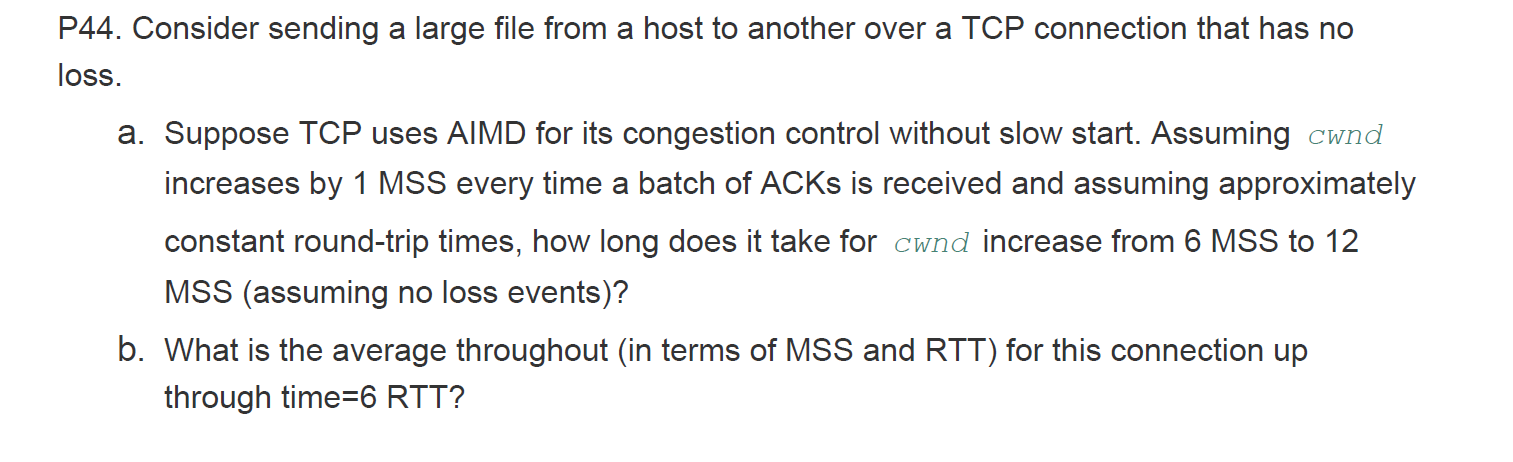 P44. Consider sending a large file from a host to another over a TCP connection that has no
loss.
a. Suppose TCP uses AIMD for its congestion control without slow start. Assuming cwnd
increases by 1 MSS every time a batch of ACKs is received and assuming approximately
constant round-trip times, how long does it take for cwnd increase from 6 MSS to 12
MSS (assuming no loss events)?
b. What is the average throughout (in terms of MSS and RTT) for this connection up
through time=6 RTT?